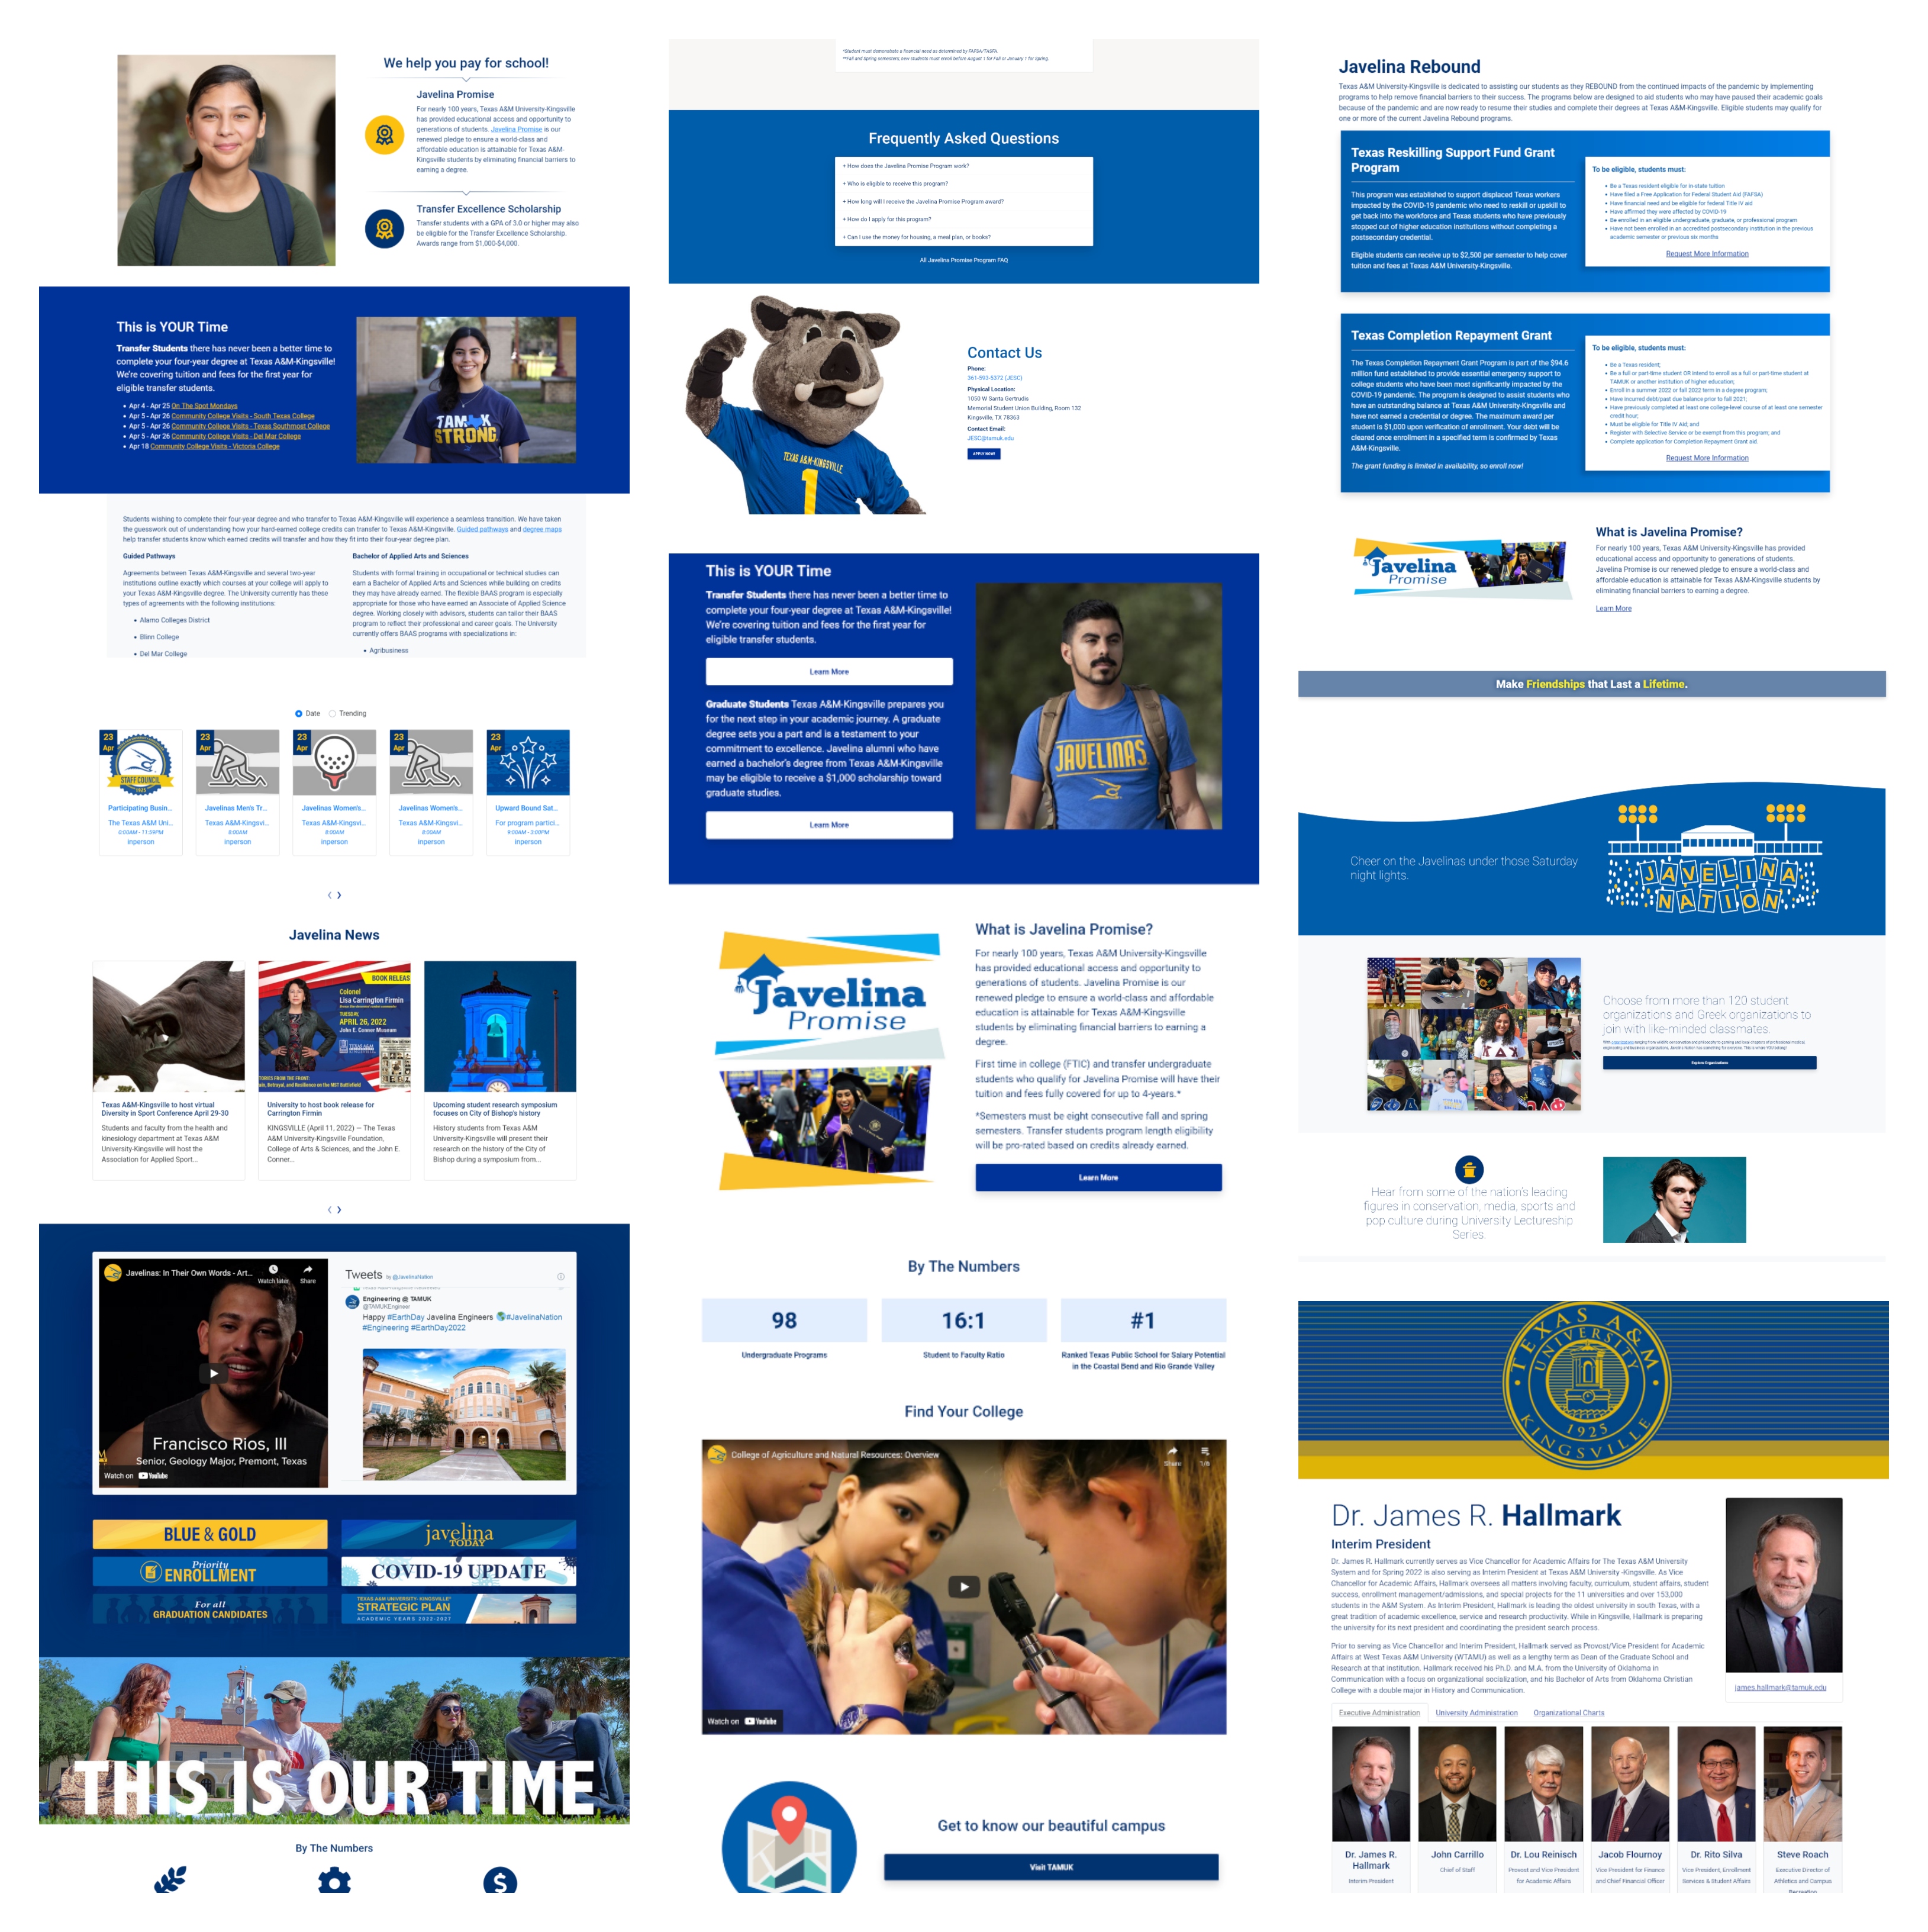 We help you pay for school!
Javelina Promise
For nearly 100 years, Texas A&M University-Kingsville
has provided educational access and opportunity to
generations of students. Javelina Promise is our
renewed pledge to ensure a world-class and
affordable education is attainable for Texas A&M-
Kingsville students by eliminating financial barriers to
earning a degree.
Transfer Excellence Scholarship
Transfer students with a GPA of 3.0 or higher may also
be eligible for the Transfer Excellence Scholarship.
Awards range from $1,000-$4,000.
This is YOUR Time
Transfer Students there has never been a better time to
complete your four-year degree at Texas A&M-Kingsville!
We're covering tuition and fees for the first year for
eligible transfer students.
• Apr 4 - Apr 25 On The Spot Mondays
• Apr 5 - Apr 26 Community College Visits - South Texas College
• Apr 5 - Apr 26 Community College Visits - Texas Southmost College
• Apr 5 - Apr 26 Community College Visits - Del Mar College
• Apr 18 Community College Visits - Victoria College
TAMUK
STRONG
Students wishing to complete their four-year degree and who transfer to Texas A&M-Kingsville will experience a seamless transition. We have taken
the guesswork out of understanding how your hard-earned college credits can transfer to Texas A&M-Kingsville. Guided pathways and degree maps
help transfer students know which earned credits will transfer and how they fit into their four-year degree plan.
Guided Pathways
Agreements between Texas A&M-Kingsville and several two-year
institutions outline exactly which courses at your college will apply to
your Texas A&M-Kingsville degree. The University currently has these
types of agreements with the following institutions:
• Alamo Colleges District
• Blinn College
• Del Mar College
Bachelor of Applied Arts and Sciences
Students with formal training in occupational or technical studies can
earn a Bachelor of Applied Arts and Sciences while building on credits
they may have already earned. The flexible BAAS program is especially
appropriate for those who have earned an Associate of Applied Science
degree. Working closely with advisors, students can tailor their BAAS
program to reflect their professional and career goals. The University
currently offers BAAS programs with specializations in:
• Agribusiness
Date Trending
23 Apr
STAFF COUNCIL
Participating Busin...
The Texas A&M Uni...
0:00AM - 11:59PM
inperson
23 Apr
Javelinas Men's Tr...
Texas A&M-Kingsvi...
8:00AM
inperson
23 Apr
Javelinas Women's...
Texas A&M-Kingsvi...
8:00AM
inperson
23 Apr
Javelinas Women's...
Texas A&M-Kingsvi...
8:00AM
inperson
23 Apr
Upward Bound Sat...
For program partici...
9:00AM - 3:00PM
inperson
Javelina News
Texas A&M-Kingsville to host virtual
Diversity in Sport Conference April 29-30
Students and faculty from the health and
kinesiology department at Texas A&M
University-Kingsville will host the
Association for Applied Sport...
BOOK RELEAS
Colonel
Lisa Carrington Firmin
TUESDAY,
APRIL 26, 2022
John E. Conner Museum
University to host book release for
Carrington Firmin
KINGSVILLE (April 11, 2022) — The Texas
A&M University-Kingsville Foundation,
College of Arts & Sciences, and the John E.
Conner...
Upcoming student research symposium
focuses on City of Bishop's history
History students from Texas A&M
University-Kingsville will present their
research on the history of the City of
Bishop during a symposium from...
Javelinas: In Their Own Words - Art...
Watch later Share
Francisco Rios, III
Senior, Geology Major, Premont, Texas
Watch on YouTube
Tweets by @JavelinaNation
Engineering @ TAMUK
@TAMUKEngineer
Happy #EarthDay Javelina Engineers #JavelinaNation
#Engineering #EarthDay2022
BLUE & GOLD
javelina
TODAY
Priority
ENROLLMENT
COVID-19 UPDATE
For all
GRADUATION CANDIDATES
TEXAS A&M UNIVERSITY-KINGSVILLE
STRATEGIC PLAN
ACADEMIC YEARS 2022-2027
THIS IS OUR TIME
By The Numbers
*Student must demonstrate a financial need as determined by FAFSA/TASFA
**Fall and Spring semesters, new students must enroll before August 1 for Fall or January 1 for Spring.
Frequently Asked Questions
+ How does the Javelina Promise Program work?
+ Who is eligible to receive this program?
+ How long will I receive the Javelina Promise Program award?
+ How do I apply for this program?
+ Can I use the money for housing, a meal plan, or books?
All Javelina Promise Program FAQ
TEXAS A&M-KINGSVILLE
1
Contact Us
Phone:
361-593-5372 (JESC)
Physical Location:
1050 W Santa Gertrudis
Memorial Student Union Building, Room 132
Kingsville, TX 78363
Contact Email:
JESC@tamuk.edu
APPLY NOW!
This is YOUR Time
Transfer Students there has never been a better time to
complete your four-year degree at Texas A&M-Kingsville!
We're covering tuition and fees for the first year for
eligible transfer students.
Learn More
Graduate Students Texas A&M-Kingsville prepares you
for the next step in your academic journey. A graduate
degree sets you a part and is a testament to your
commitment to excellence. Javelina alumni who have
earned a bachelor's degree from Texas A&M-Kingsville
may be eligible to receive a $1,000 scholarship toward
graduate studies.
Learn More
JAVELINAS
Javelina
Promise
What is Javelina Promise?
For nearly 100 years, Texas A&M University-Kingsville
has provided educational access and opportunity to
generations of students. Javelina Promise is our
renewed pledge to ensure a world-class and affordable
education is attainable for Texas A&M-Kingsville
students by eliminating financial barriers to earning a
degree.
First time in college (FTIC) and transfer undergraduate
students who qualify for Javelina Promise will have their
tuition and fees fully covered for up to 4-years.*
*Semesters must be eight consecutive fall and spring
semesters. Transfer students program length eligibility
will be pro-rated based on credits already earned.
Learn More
By The Numbers
98
Undergraduate Programs
16:1
Student to Faculty Ratio
#1
Ranked Texas Public School for Salary Potential
in the Coastal Bend and Rio Grande Valley
Find Your College
College of Agriculture and Natural Resources: Overview
Share 1/8
Watch on YouTube
Get to know our beautiful campus
Visit TAMUK
Javelina Rebound
Texas A&M University-Kingsville is dedicated to assisting our students as they REBOUND from the continued impacts of the pandemic by implementing
programs to help remove financial barriers to their success. The programs below are designed to aid students who may have paused their academic goals
because of the pandemic and are now ready to resume their studies and complete their degrees at Texas A&M-Kingsville. Eligible students may qualify for
one or more of the current Javelina Rebound programs.
Texas Reskilling Support Fund Grant
Program
This program was established to support displaced Texas workers
impacted by the COVID-19 pandemic who need to reskill or upskill to
get back into the workforce and Texas students who have previously
stopped out of higher education institutions without completing a
postsecondary credential.
Eligible students can receive up to $2,500 per semester to help cover
tuition and fees at Texas A&M University-Kingsville.
To be eligible, students must:
• Be a Texas resident eligible for in-state tuition
• Have filed a Free Application for Federal Student Aid (FAFSA)
• Have financial need and be eligible for federal Title IV aid
• Have affirmed they were affected by COVID-19
• Be enrolled in an eligible undergraduate, graduate, or professional program
• Have not been enrolled in an accredited postsecondary institution in the previous
academic semester or previous six months
Request More Information
Texas Completion Repayment Grant
The Texas Completion Repayment Grant Program is part of the $94.6
million fund established to provide essential emergency support to
college students who have been most significantly impacted by the
COVID-19 pandemic. The program is designed to assist students who
have an outstanding balance at Texas A&M University-Kingsville and
have not earned a credential or degree. The maximum award per
student is $1,000 upon verification of enrollment. Your debt will be
cleared once enrollment in a specified term is confirmed by Texas
A&M-Kingsville.
The grant funding is limited in availability, so enroll now!
To be eligible, students must:
• Be a Texas resident;
• Be a full or part-time student OR intend to enroll as a full or part-time student at
TAMUK or another institution of higher education;
• Enroll in a summer 2022 or fall 2022 term in a degree program;
• Have incurred debt/past due balance prior to fall 2021;
• Have previously completed at least one college-level course of at least one semester
credit hour;
• Must be eligible for Title IV Aid; and
• Register with Selective Service or be exempt from this program; and
• Complete application for Completion Repayment Grant aid.
Request More Information
Javelina
Promise
What is Javelina Promise?
For nearly 100 years, Texas A&M University-Kingsville has provided
educational access and opportunity to generations of students.
Javelina Promise is our renewed pledge to ensure a world-class and
affordable education is attainable for Texas A&M-Kingsville students by
eliminating financial barriers to earning a degree.
Learn More
Make Friendships that Last a Lifetime.
Cheer on the Javelinas under those Saturday
night lights.
JAVELINA
NATION
Choose from more than 120 student
organizations and Greek organizations to
join with like-minded classmates.
Explore Organizations
Hear from some of the nation's leading
figures in conservation, media, sports and
pop culture during University Lectureship
Series.
TEXAS A&M
UNIVERSITY
1925
KINGSVILLE
Dr. James R. Hallmark
Interim President
Dr. James R. Hallmark currently serves as Vice Chancellor for Academic Affairs for The Texas A&M University
System and for Spring 2022 is also serving as Interim President at Texas A&M University -Kingsville. As Vice
Chancellor for Academic Affairs, Hallmark oversees all matters involving faculty, curriculum, student affairs, student
success, enrollment management/admissions, and special projects for the 11 universities and over 153,000
students in the A&M System. As Interim President, Hallmark is leading the oldest university in south Texas, with a
great tradition of academic excellence, service and research productivity. While in Kingsville, Hallmark is preparing
the university for its next president and coordinating the president search process.
Prior to serving as Vice Chancellor and Interim President, Hallmark served as Provost/Vice President for Academic
Affairs at West Texas A&M University (WTAMU) as well as a lengthy term as Dean of the Graduate School and
Research at that institution. Hallmark received his Ph.D. and M.A. from the University of Oklahoma in
Communication with a focus on organizational socialization, and his Bachelor of Arts from Oklahoma Christian
College with a double major in History and Communication.
james.hallmark@tamuk.edu
Executive Administration University Administration Organizational Charts
Dr. James R.
Hallmark
Interim President
John Carrillo
Chief of Staff
Dr. Lou Reinisch
Provost and Vice President
for Academic Affairs
Jacob Flournoy
Vice President for Finance
and Chief Financial Officer
Dr. Rito Silva
Vice President, Enrollment
Services & Student Affairs
Steve Roach
Executive Director of
Athletics and Campus
Recreation